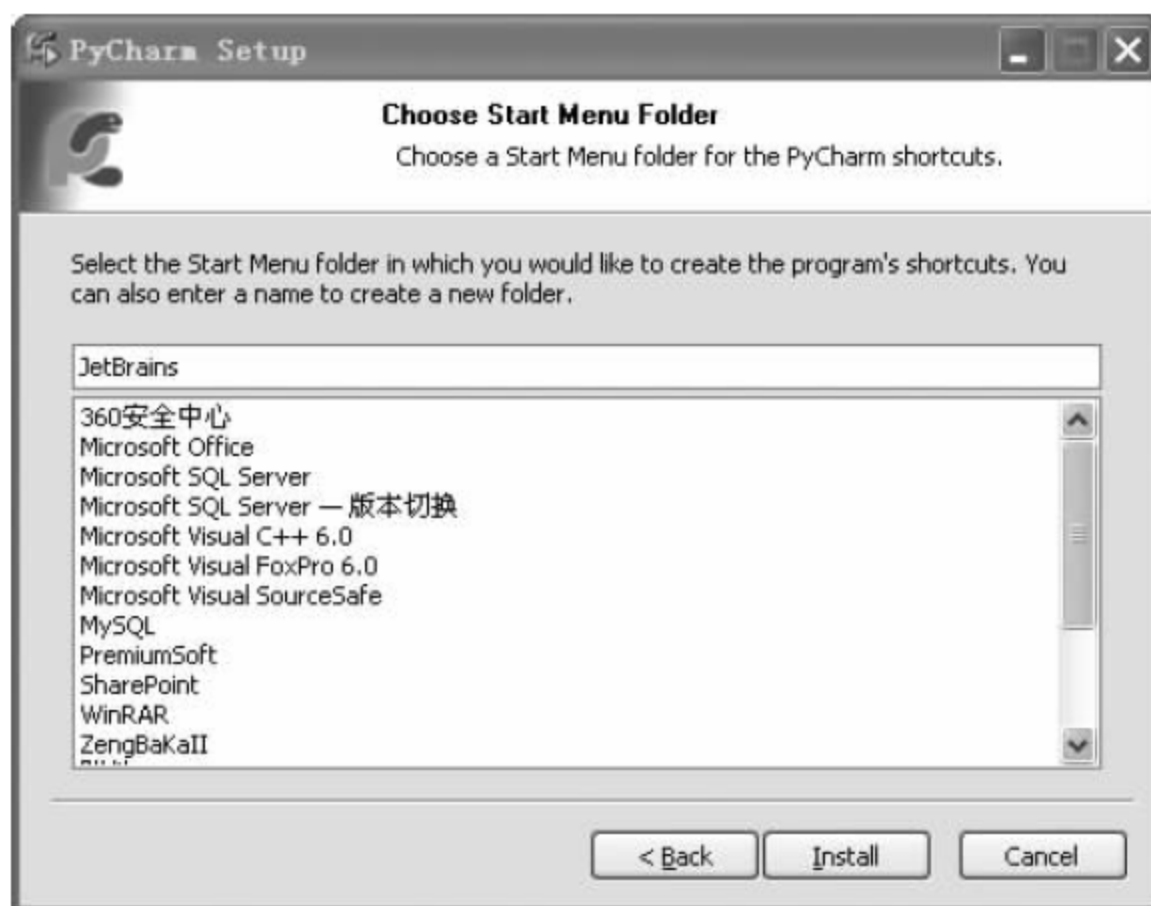 PyCharm Setup
Choose Start Menu Folder
Choose a Start Menu folder for the PyCharm shortcuts.
Select the Start Menu folder in which you would like to create the program's shortcuts. You
can also enter a name to create a new folder.
JetBrains
360安全中心
Microsoft Office
Microsoft SQL Server
Microsoft SQL Server — 版本切换
Microsoft Visual C++ 6.0
Microsoft Visual FoxPro 6.0
Microsoft Visual SourceSafe
MySQL
PremiumSoft
SharePoint
WinRAR
ZengBaKaII
< Back
Install
Cancel